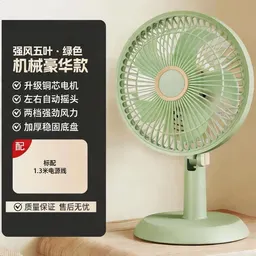 强风五叶·绿色
机械豪华款
+ 升级铜芯电机
+ 左右自动摇头
+ 两档强劲风力
+ 加厚稳固底盘
配
标配
1.3米电源线
质量保证 售后无忧